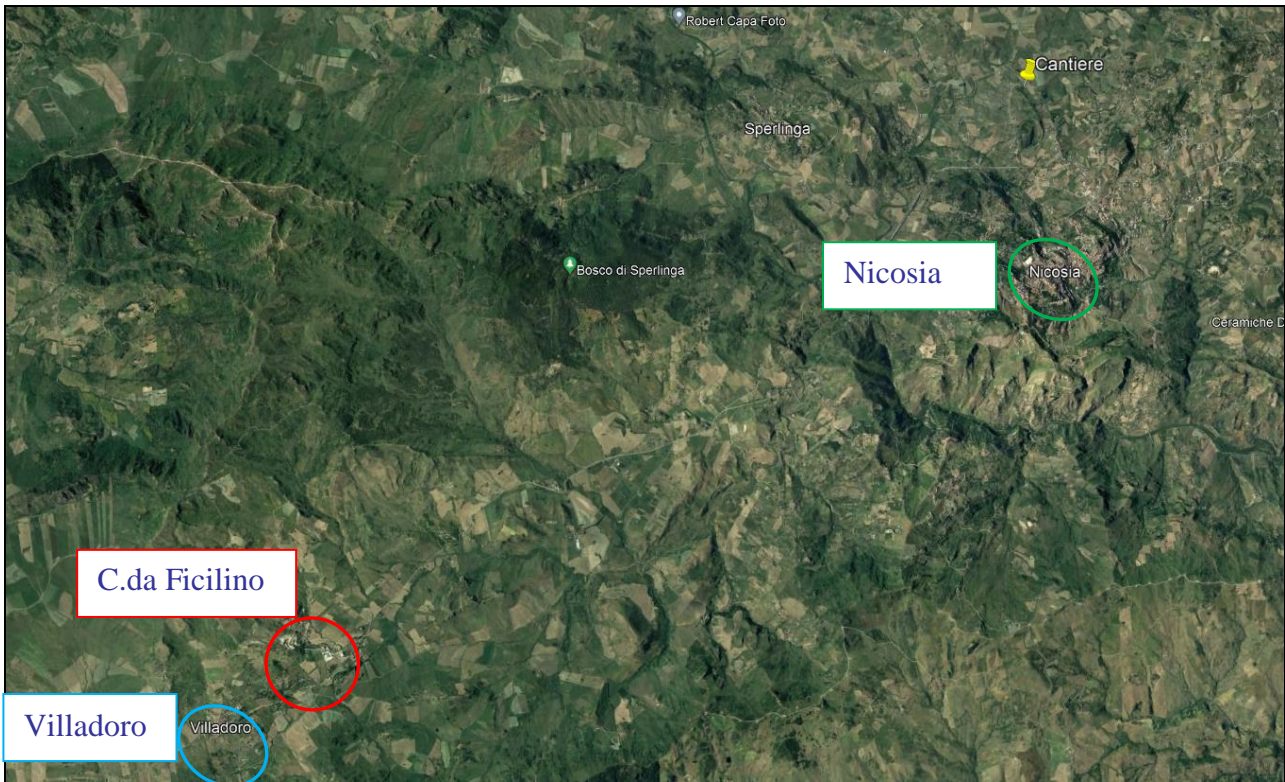 Robert Capa Foto
Cantiere
Sperlinga
Bosco di Sperlinga
Nicosia
Nicosia
Ceramiche D
C.da Ficilino
Villadoro
Villadoro